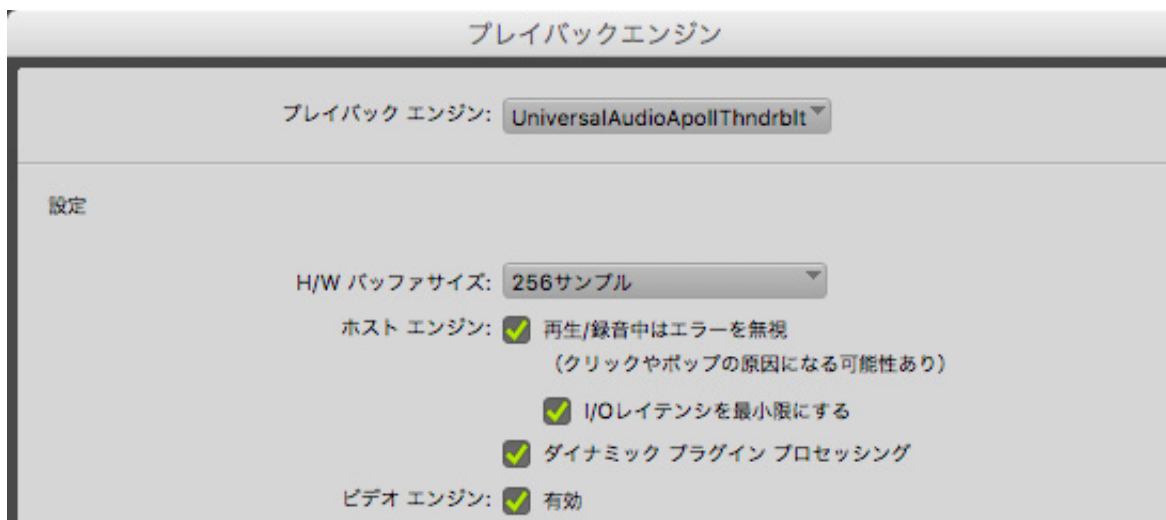 プレイバックエンジン
プレイバック エンジン: UniversalAudioApollThndrblt
設定
H/W バッファサイズ: 256サンプル
ホスト エンジン: 再生/録音中はエラーを無視
（クリックやポップの原因になる可能性あり）
I/Oレイテンシを最小限にする
ダイナミック プラグイン プロセッシング
ビデオ エンジン: 有効